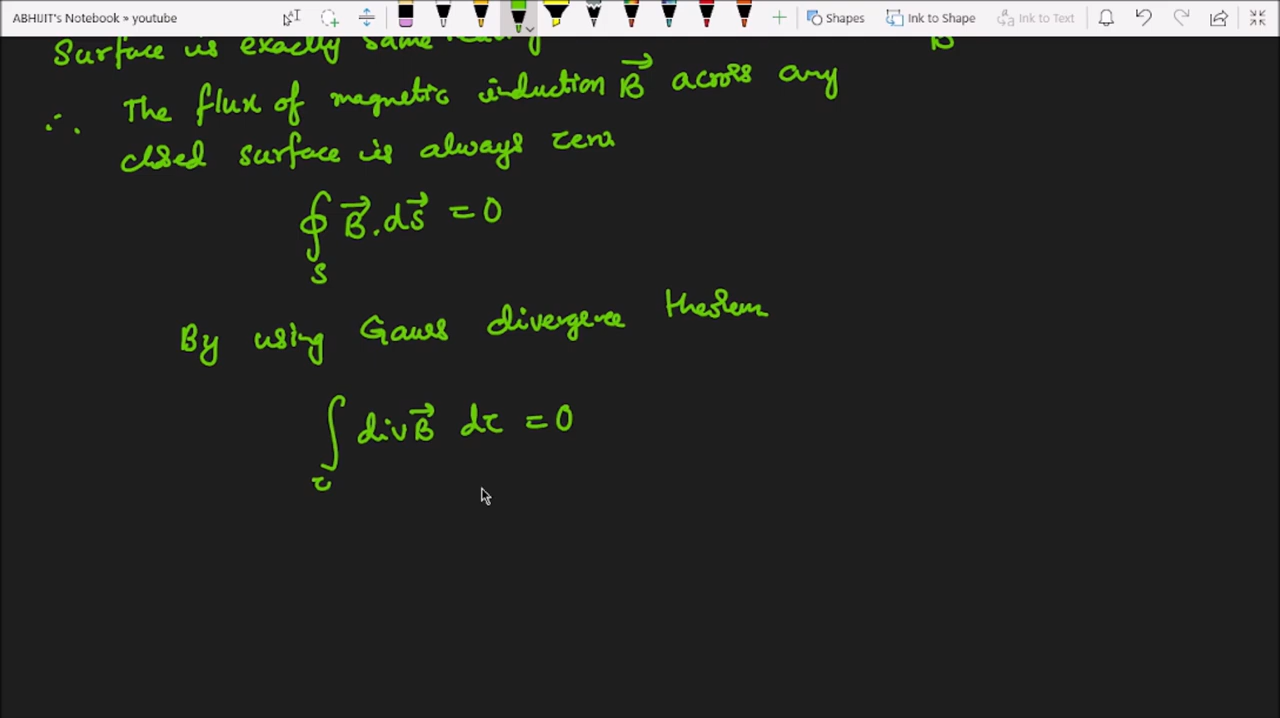 ABHIJIT's Notebook » youtube
Shapes
Ink to Shape
Ink to Text
Surface is exactly same
B
∴ The flux of magnetic induction B⃗ across any
closed surface is always zero
∮ B⃗.dS⃗ = 0
S
By using Gauss divergence theorem
∫ div B⃗ dτ = 0
τ